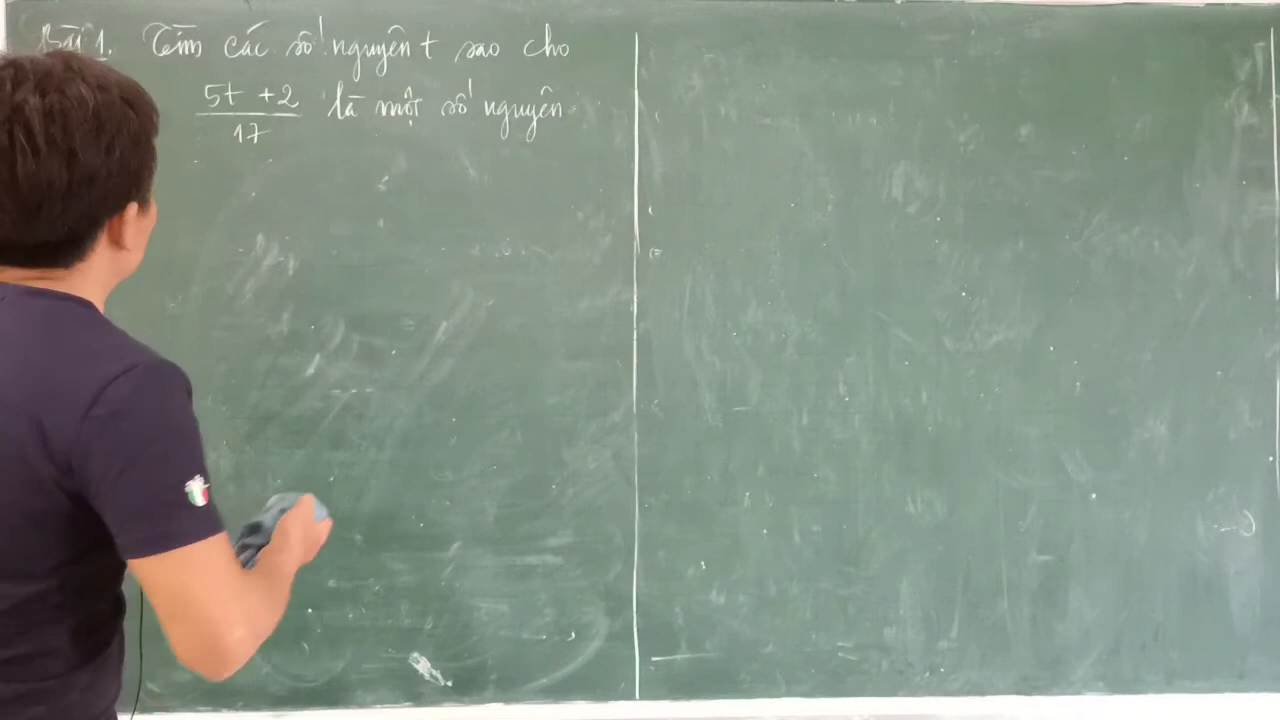 Bài 1. Tìm các số nguyên t sao cho
5t + 2
17
là một số nguyên